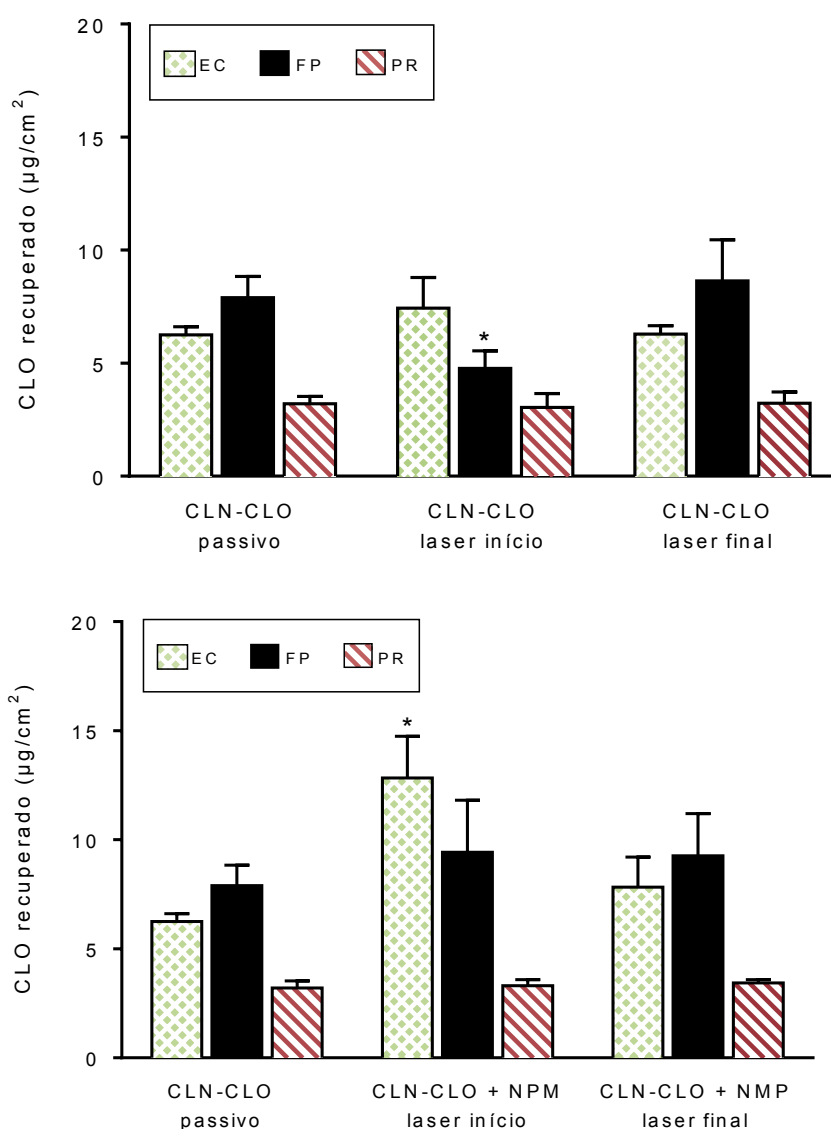 20
15
10
5
0
CLO recuperado (µg/cm²)
EC FP PR
*
CLN-CLO passivo
CLN-CLO laser início
CLN-CLO laser final
20
15
10
5
0
CLO recuperado (µg/cm²)
EC FP PR
*
CLN-CLO passivo
CLN-CLO + NPM laser início
CLN-CLO + NMP laser final